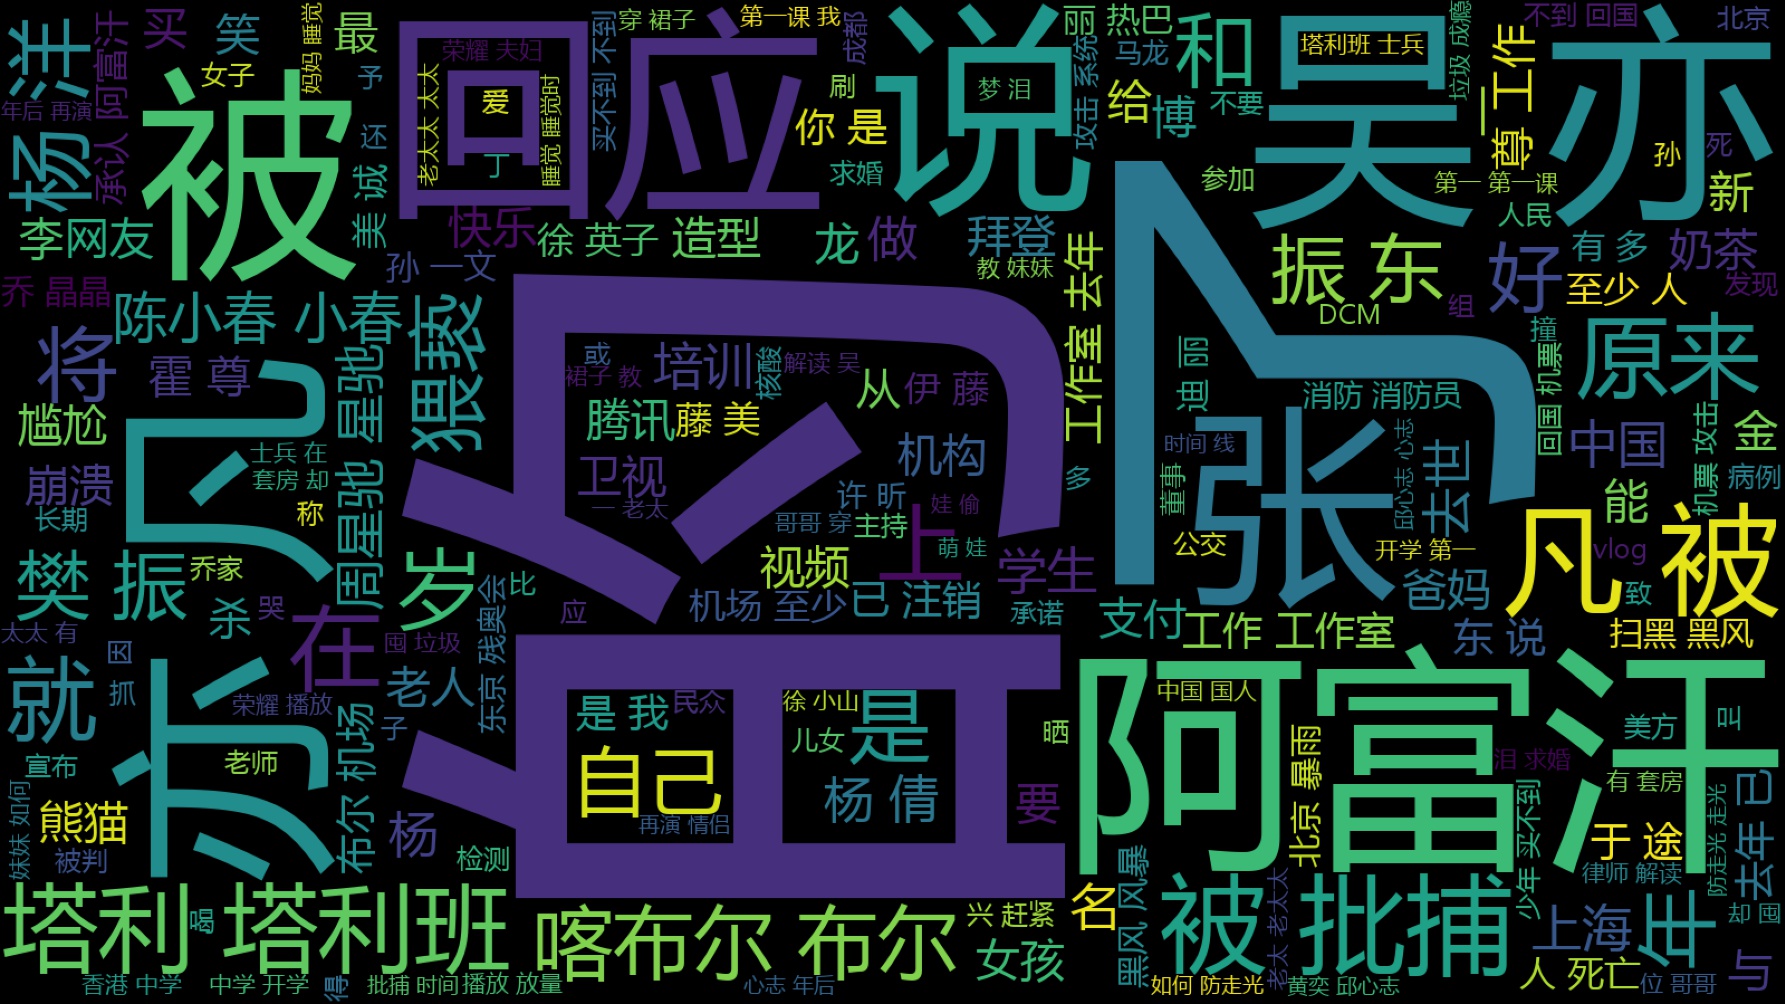 杨洋
承认 阿富汗
买
笑
妈妈 睡觉
最
女子
予
年后 再演
还
美 诚
被
回应
荣耀 夫妇
爱
丁
老太太 太太
睡觉 睡觉时
穿 裙子
第一课 我
买不到 不到
成都
刷
你 是
求婚
说
梦 泪
丽 热巴
马龙
攻击 系统
给
博
和
不要
吴亦
塔利班 士兵
垃圾 成瘾
不到 回国
北京
尊 工作
孙
死
参加
第一 第一课
人民
新
李网友
快乐
徐 英子
造型
龙
做
拜登
教 妹妹
孙 一文
乔 晶晶
陈小春 小春
振 东
好
有 多
奶茶
至少 人
发现
DCM
组
撞
将
霍 尊
猥亵
周星驰 星驰
尴尬
崩溃
长期
凡
士兵 在
套房 却
称
或
裙子 教
培训
核酸
解读 吴
从
伊 藤
腾讯
藤 美
卫视
机构
一 老太
许 昕
娃 偷
哥哥 穿
主持
萌 娃
上
视频
学生
工作室 去年
多
迪 丽
时间 线
董事
公交
张
消防 消防员
邱心志 心志
去世
开学 第一
原来
回国 机票
中国
机票 攻击
金
病例
能
vlog
凡 被
爸妈
致
樊 振
乔家
杀
哭
在
岁
东京 残奥会
比
应
机场 至少
已 注销
承诺
支付
工作 工作室
东 说
扫黑 黑风
太太 有
因
抓
囤 垃圾
就
荣耀 播放
老人
子
亦
布尔 机场
宣布
老师
妹妹 如何
熊猫
被判
杨
检测
是 我
民众
徐 小山
儿女
是
自己
再演 情侣
杨 倩
晒
要
阿富汗
中国 国人
北京 暴雨
美方
叫
泪 求婚
有 套房
买不到
于 途
防走光 走光
去年 已
律师 解读
塔利 塔利班
喝
喀布尔 布尔
兴 赶紧
女孩
名
黑风 风暴
被 批捕
老太 老太太
少年
上海
年
却 囤
与
香港 中学
中学 开学
得
批捕 时间
播放 放量
心志 年后
如何 防走光
黄奕 邱心志
人 死亡
位 哥哥